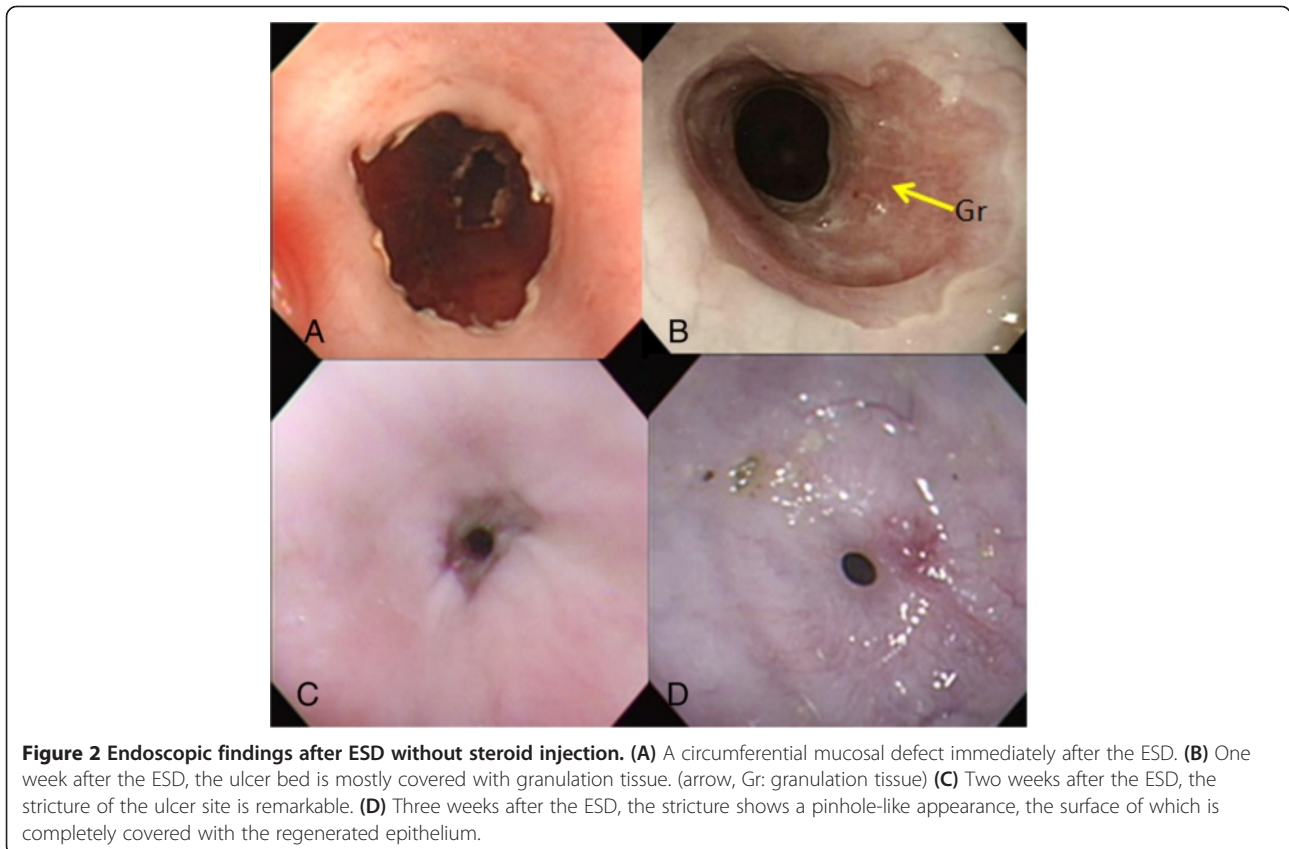 A
B
Gr
C
D
Figure 2 Endoscopic findings after ESD without steroid injection. (A) A circumferential mucosal defect immediately after the ESD. (B) One
week after the ESD, the ulcer bed is mostly covered with granulation tissue. (arrow, Gr: granulation tissue) (C) Two weeks after the ESD, the
stricture of the ulcer site is remarkable. (D) Three weeks after the ESD, the stricture shows a pinhole-like appearance, the surface of which is
completely covered with the regenerated epithelium.